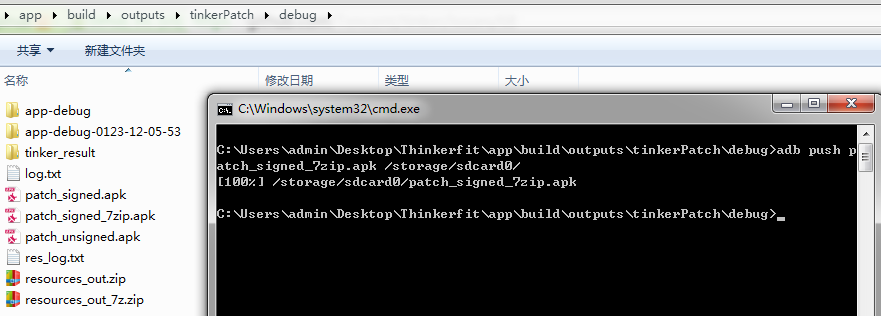 app build outputs tinkerPatch debug
共享 新建文件夹
名称 修改日期 类型 大小
app-debug
app-debug-0123-12-05-53
tinker_result
log.txt
patch_signed.apk
patch_signed_7zip.apk
patch_unsigned.apk
res_log.txt
resources_out.zip
resources_out_7z.zip
C:\Windows\system32\cmd.exe
C:\Users\admin\Desktop\Thinkerfit\app\build\outputs\tinkerPatch\debug>adb push p
atch_signed_7zip.apk /storage/sdcard0/
[100%] /storage/sdcard0/patch_signed_7zip.apk
C:\Users\admin\Desktop\Thinkerfit\app\build\outputs\tinkerPatch\debug>_